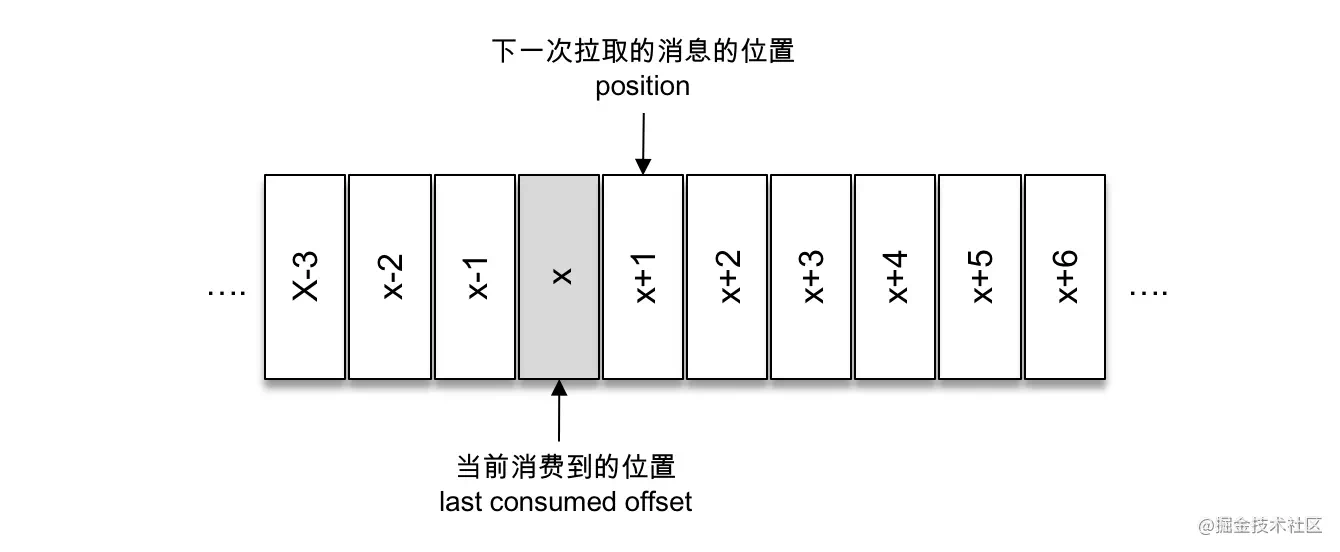 下一次拉取的消息的位置
position
…. X-3 x-2 x-1 x x+1 x+2 x+3 x+4 x+5 x+6 ….
当前消费到的位置
last consumed offset
@掘金技术社区